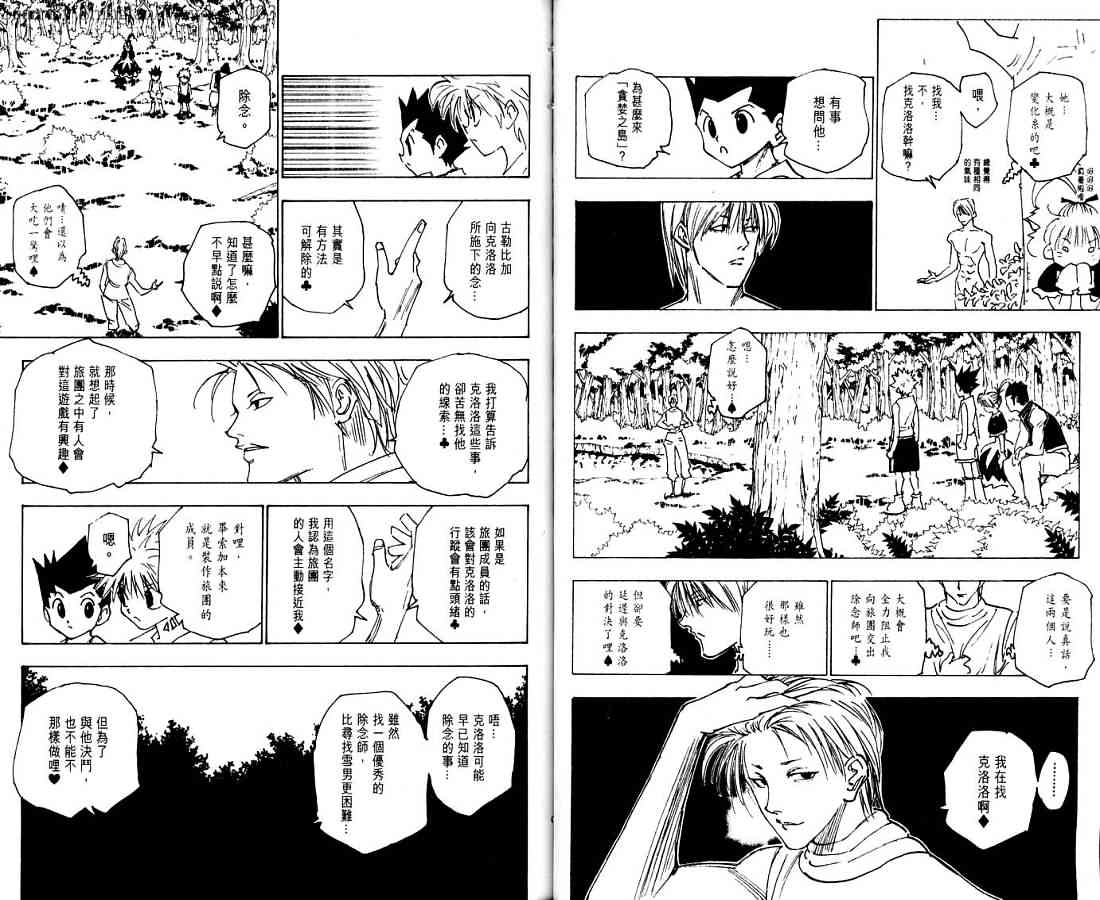 她…
大概是
變化系的吧♣
喂，
找我…
不，
找克洛洛幹嘛？
總覺得
有種相同
的氣味
有事
想問他…
為甚麼來
「貪婪之島」？
嗯…
怎麼說好…♠
要是說真話，
這兩個人…
大概會
全力阻止我
向旅團交出
除念師吧…♣
雖然
那樣也
很好玩……
但卻要
延遲與克洛洛
的對決了哩♠
………
我在找
克洛洛啊♦
除念。
甚麼嘛，
知道了怎麼
不早點說啊♦
唷…還以為
他們會
大吃一驚哩♠
古勒比加
向克洛洛
所施下的
念…
其實是
有方法
可解除的♣
我打算告訴
克洛洛這些事，
卻苦無找他
的線索…♣
那時候，
就想起了
旅團之中有人會
對這遊戲有興趣♦
如果是
旅團成員的話，
該會對克洛洛的
行蹤會有點頭緒♣
用這個名字，
我認為旅團
的人會主動接近我♦
對哩，
畢索加本來
就是裝作旅團的
成員。
嗯。
唔…
克洛洛可能
早已知道
除念的事…
雖然
找一個優秀的
除念師，
比尋找雪男更困難…
但為了
與他決鬥，
也不能不
那樣做哩♥